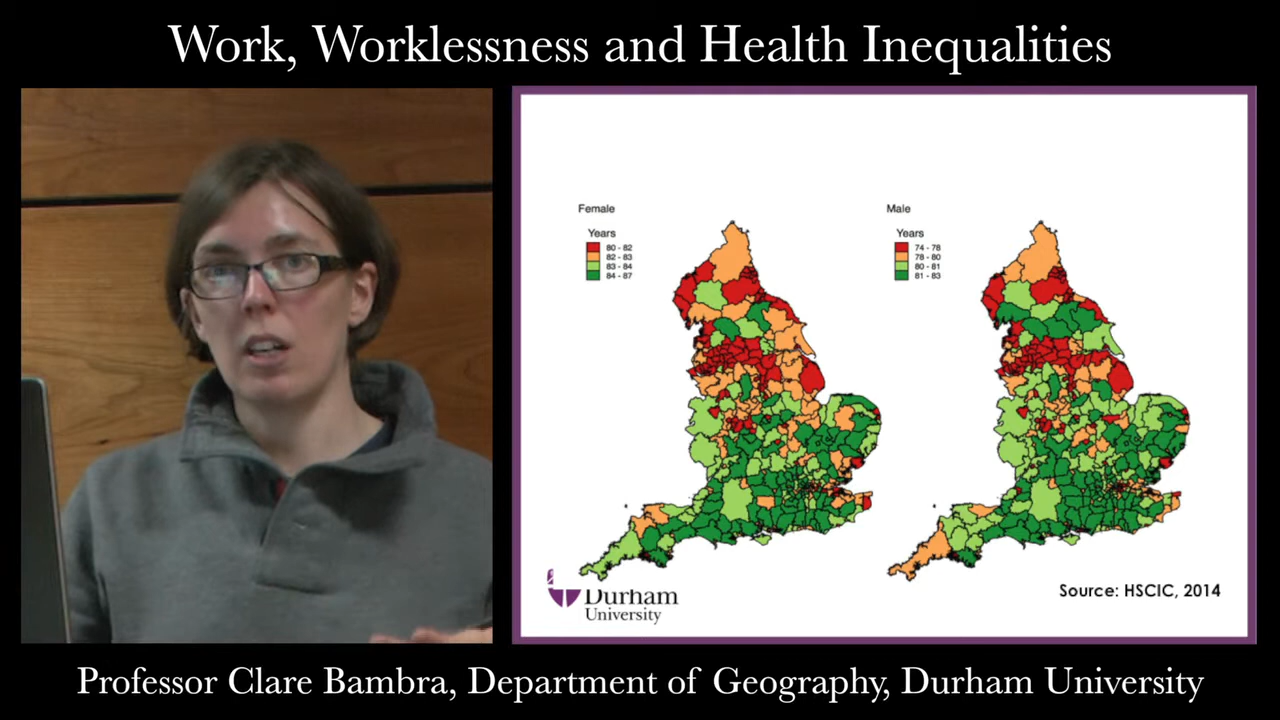 Work, Worklessness and Health Inequalities
Female
Years
80 - 82
82 - 83
83 - 84
84 - 87
Male
Years
74 - 78
78 - 80
80 - 81
81 - 83
Durham
University
Source: HSCIC, 2014
Professor Clare Bambra, Department of Geography, Durham University